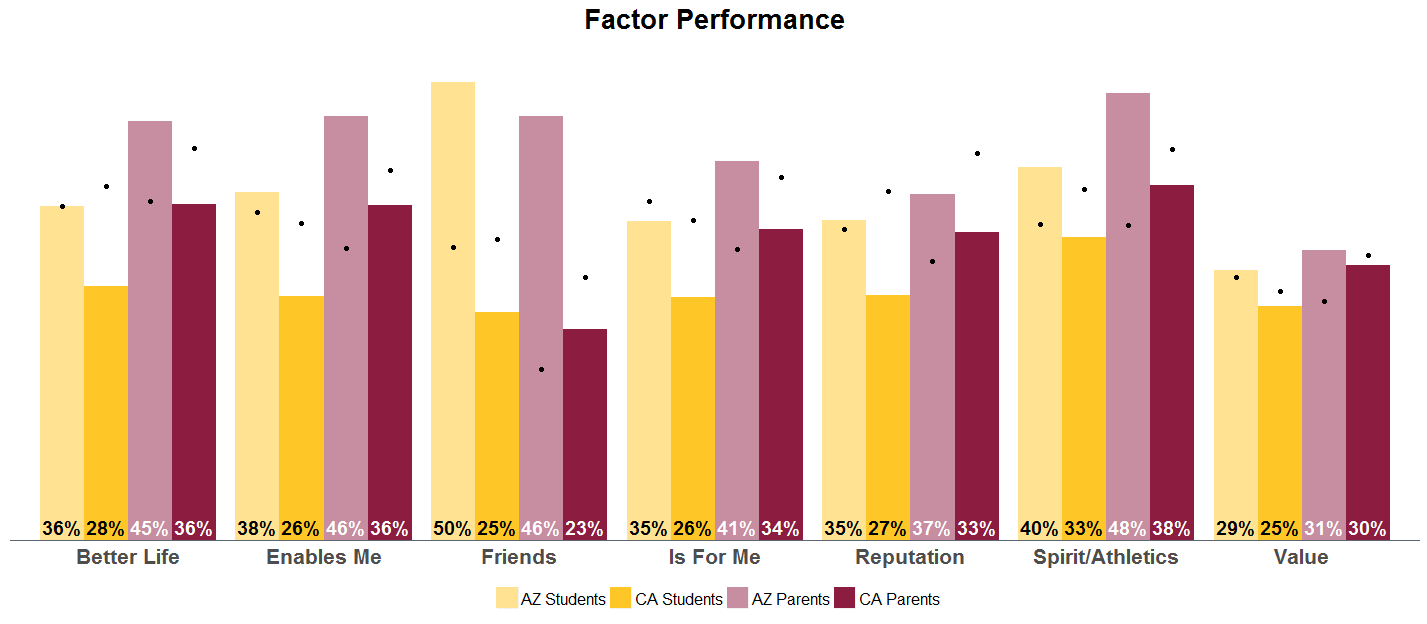 Factor Performance
36% 28% 45% 36% 38% 26% 46% 36% 50% 25% 46% 23% 35% 26% 41% 34% 35% 27% 37% 33% 40% 33% 48% 38% 29% 25% 31% 30%
Better Life Enables Me Friends Is For Me Reputation Spirit/Athletics Value
AZ Students CA Students AZ Parents CA Parents